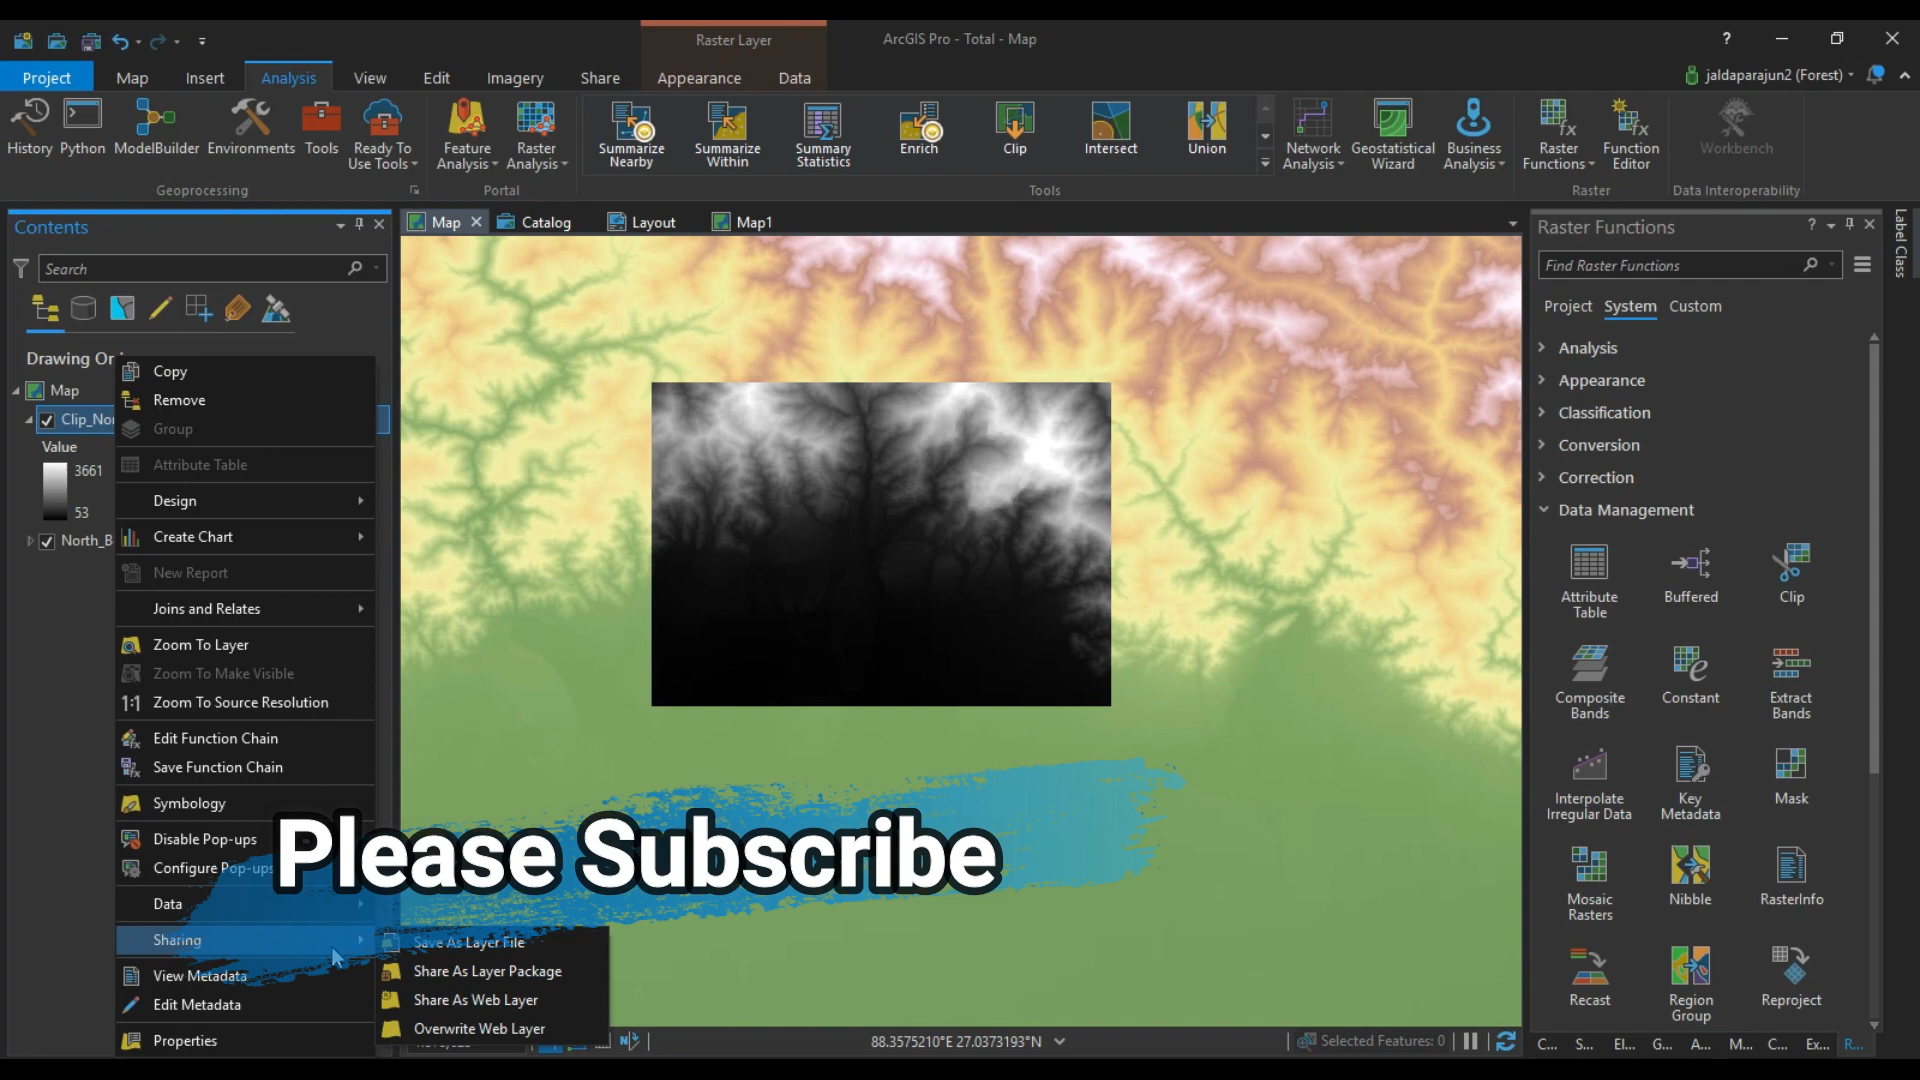 Raster Layer
ArcGIS Pro - Total - Map
?
Project
Map
Insert
Analysis
View
Edit
Imagery
Share
Appearance
Data
jaldaparajun2 (Forest)
History
Python
ModelBuilder
Environments
Tools
Ready To
Use Tools
Feature
Analysis
Raster
Analysis
Summarize
Nearby
Summarize
Within
Summary
Statistics
Enrich
Clip
Intersect
Union
Network
Analysis
Geostatistical
Wizard
Business
Analysis
Raster
Functions
Function
Editor
Workbench
Geoprocessing
Portal
Tools
Raster
Data Interoperability
Contents
Search
Drawing Or
Map
Clip_Nor
Value
3661
53
North_B
Copy
Remove
Group
Attribute Table
Design
Create Chart
New Report
Joins and Relates
Zoom To Layer
Zoom To Make Visible
1:1 Zoom To Source Resolution
Edit Function Chain
Save Function Chain
Symbology
Disable Pop-ups
Configure Pop-ups
Data
Sharing
View Metadata
Edit Metadata
Properties
Save As Layer File
Share As Layer Package
Share As Web Layer
Overwrite Web Layer
Please Subscribe
Map
Catalog
Layout
Map1
88.3575210°E 27.0373193°N
Selected Features: 0
Raster Functions
?
Find Raster Functions
Project
System
Custom
Analysis
Appearance
Classification
Conversion
Correction
Data Management
Attribute
Table
Buffered
Clip
Composite
Bands
Constant
Extract
Bands
Interpolate
Irregular Data
Key
Metadata
Mask
Mosaic
Rasters
Nibble
RasterInfo
Recast
Region
Group
Reproject
C...
S...
El...
G...
A...
M...
C...
Ex...
R...
Label Class